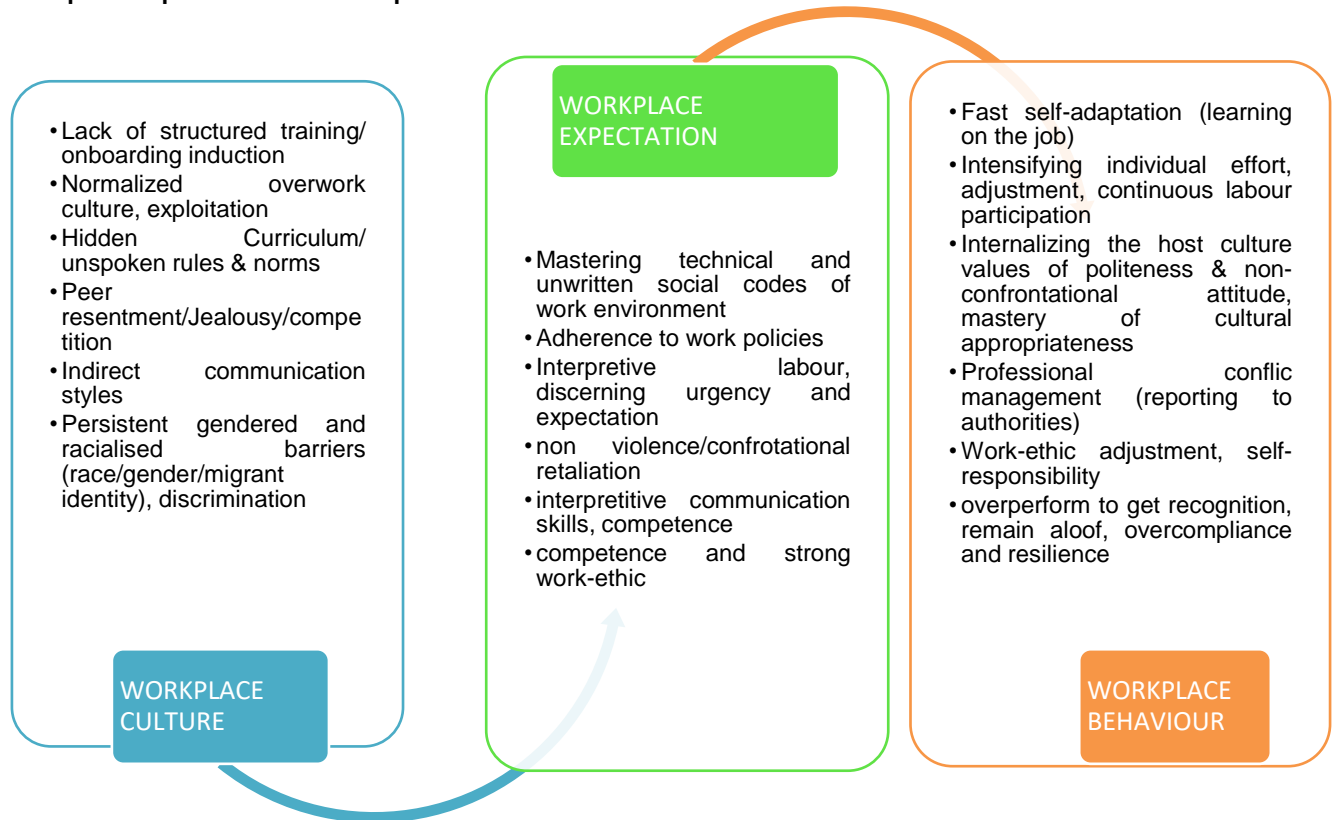 •Lack of structured training/
onboarding induction
•Normalized overwork
culture, exploitation
•Hidden Curriculum/
unspoken rules & norms
•Peer
resentment/Jealousy/compe
tition
•Indirect communication
styles
•Persistent gendered and
racialised barriers
(race/gender/migrant
identity), discrimination
WORKPLACE
CULTURE
WORKPLACE
EXPECTATION
•Mastering technical and
unwritten social codes of
work environment
•Adherence to work policies
•Interpretive labour,
discerning urgency and
expectation
•non violence/confrotational
retaliation
•interpretitive communication
skills, competence
•competence and strong
work-ethic
•Fast self-adaptation (learning
on the job)
•Intensifying individual effort,
adjustment, continuous labour
participation
•Internalizing the host culture
values of politeness & non-
confrontational attitude,
mastery of cultural
appropriateness
•Professional conflic
management (reporting to
authorities)
•Work-ethic adjustment, self-
responsibility
•overperform to get recognition,
remain aloof, overcompliance
and resilience
WORKPLACE
BEHAVIOUR